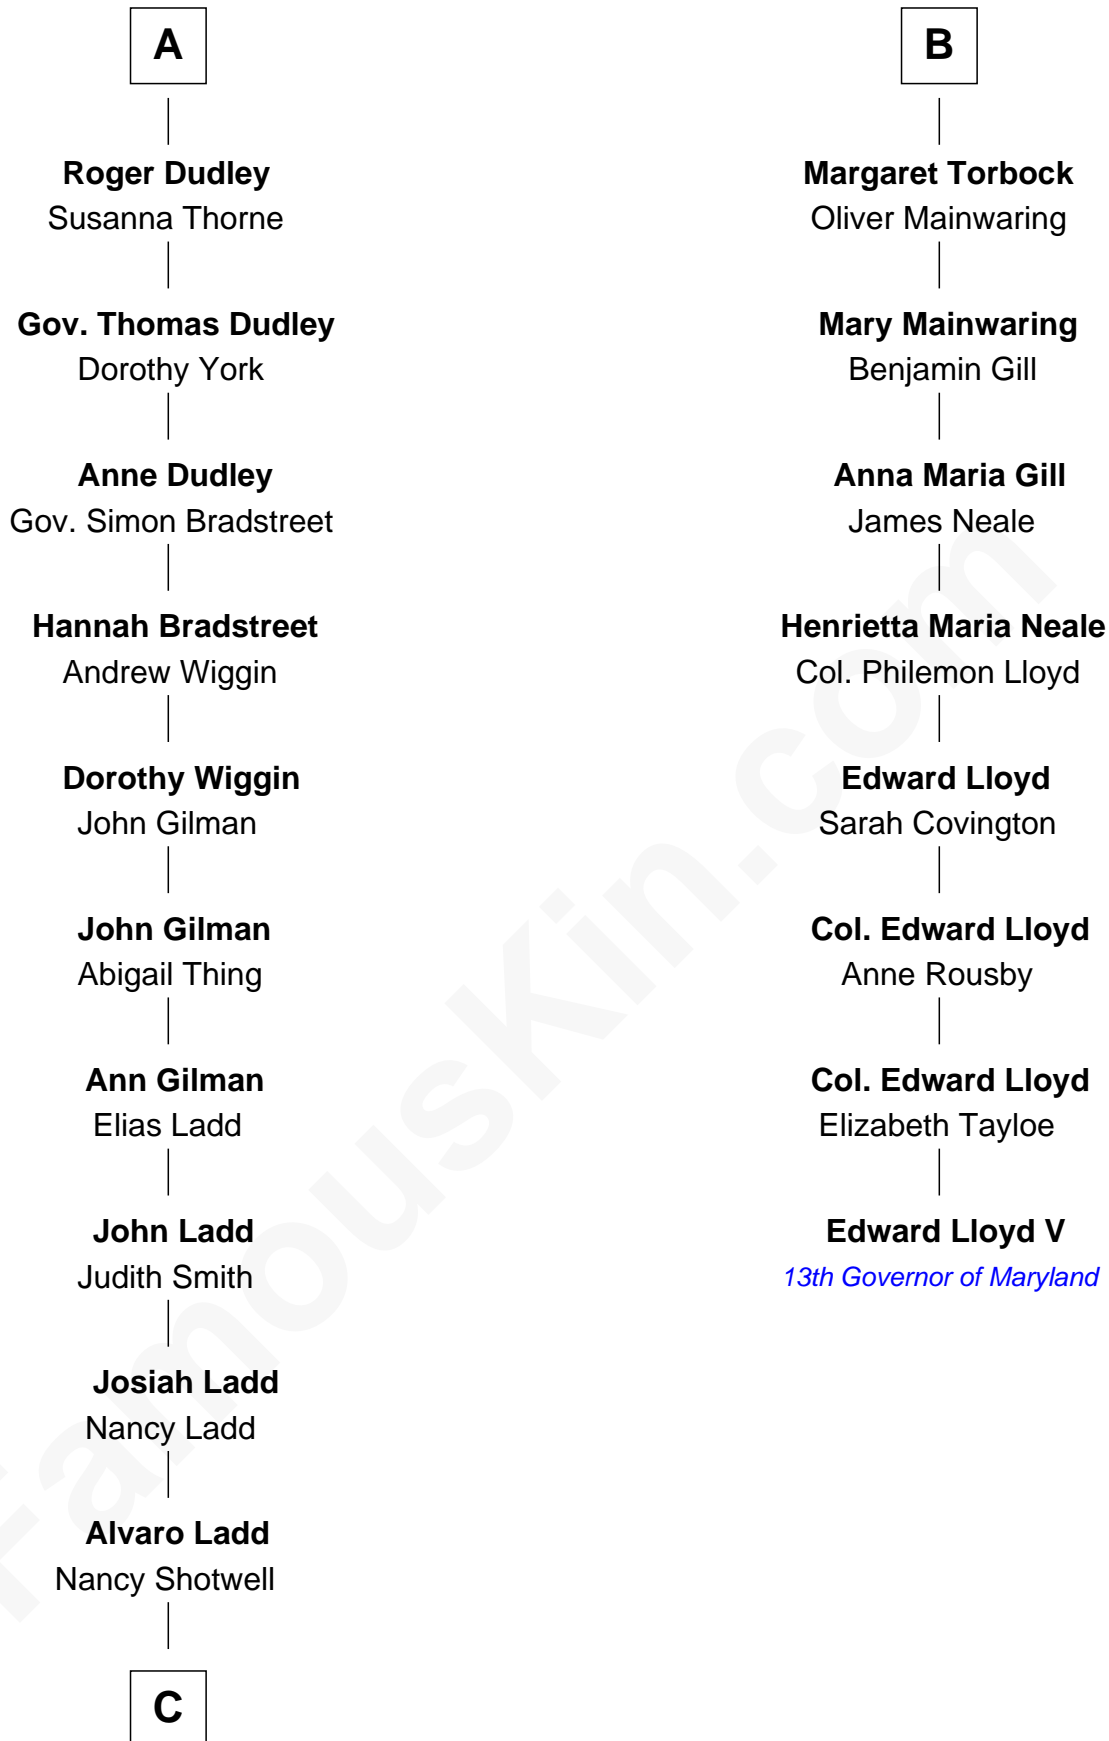 A
Roger Dudley
Susanna Thorne
Gov. Thomas Dudley
Dorothy York
Anne Dudley
Gov. Simon Bradstreet
Hannah Bradstreet
Andrew Wiggin
Dorothy Wiggin
John Gilman
John Gilman
Abigail Thing
Ann Gilman
Elias Ladd
John Ladd
Judith Smith
Josiah Ladd
Nancy Ladd
Alvaro Ladd
Nancy Shotwell
C
B
Margaret Torbock
Oliver Mainwaring
Mary Mainwaring
Benjamin Gill
Anna Maria Gill
James Neale
Henrietta Maria Neale
Col. Philemon Lloyd
Edward Lloyd
Sarah Covington
Col. Edward Lloyd
Anne Rousby
Col. Edward Lloyd
Elizabeth Tayloe
Edward Lloyd V
13th Governor of Maryland
FamousKin.com